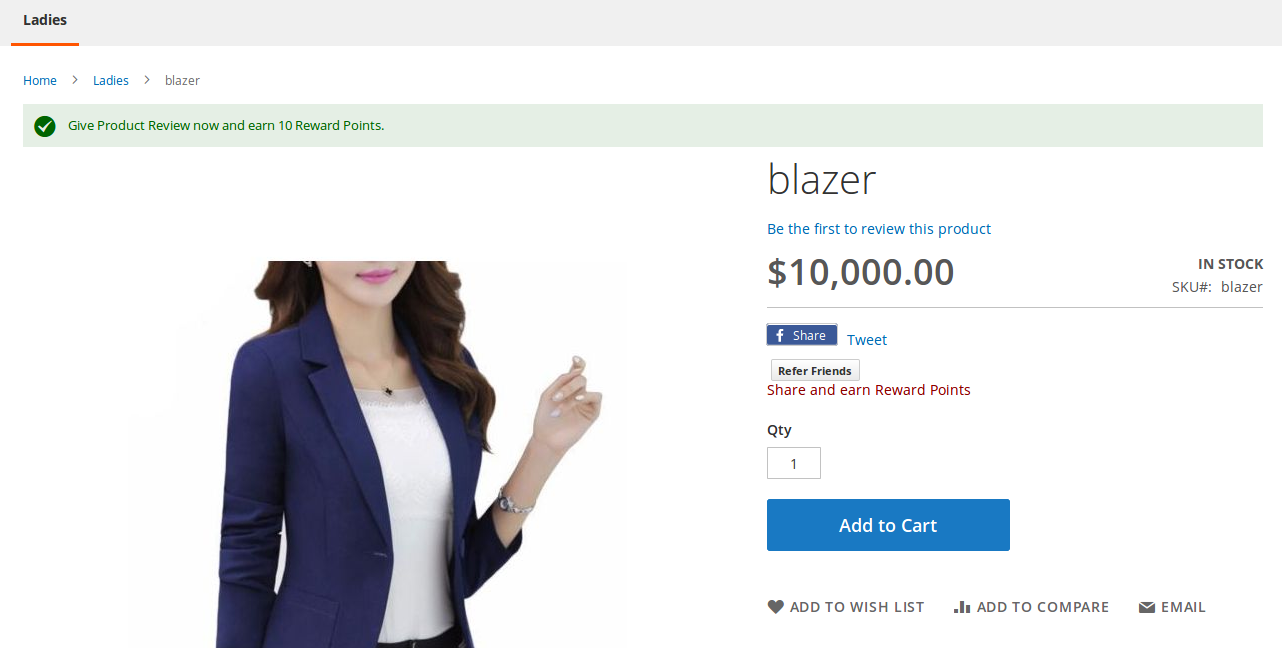 Ladies
Home > Ladies > blazer
Give Product Review now and earn 10 Reward Points.
blazer
Be the first to review this product
$10,000.00
IN STOCK
SKU#: blazer
f Share Tweet
Refer Friends
Share and earn Reward Points
Qty
1
Add to Cart
ADD TO WISH LIST ADD TO COMPARE EMAIL